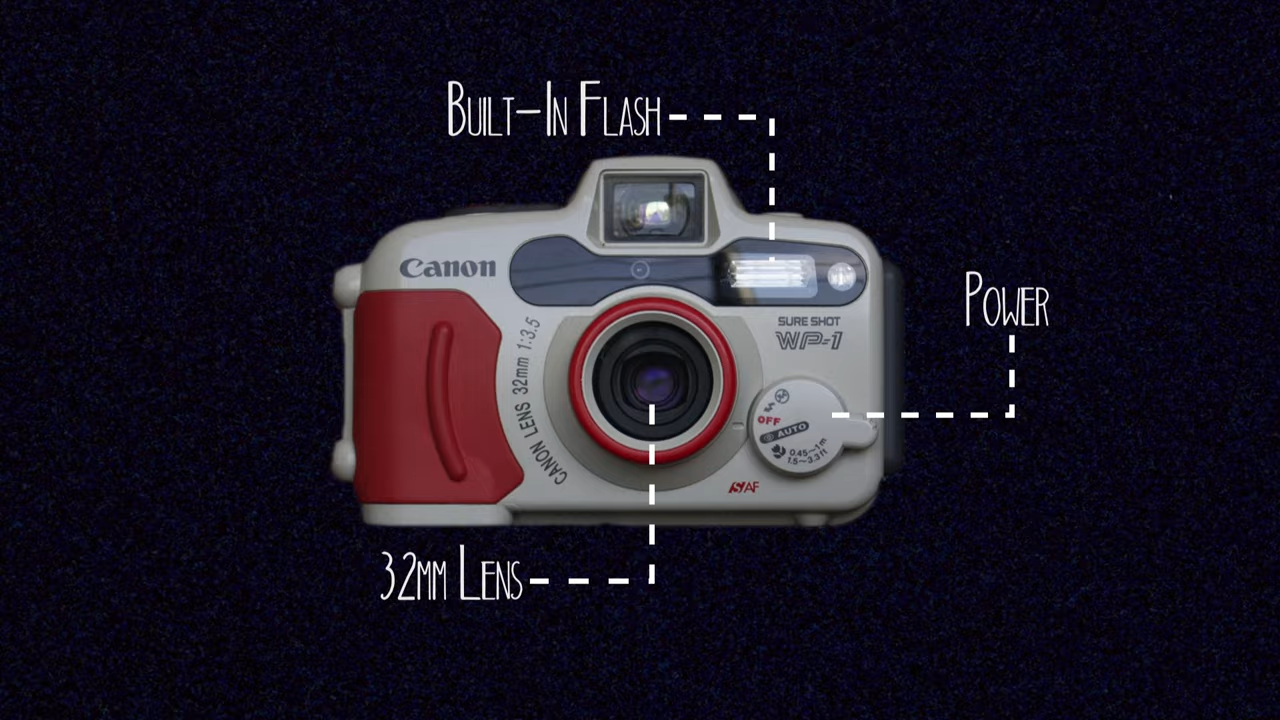 Built-In Flash
Canon
Power
SURE SHOT
WP-1
CANON LENS 32mm 1:3.5
OFF
AUTO
0.45~1m
1.5~3.3ft
S/AF
32mm Lens